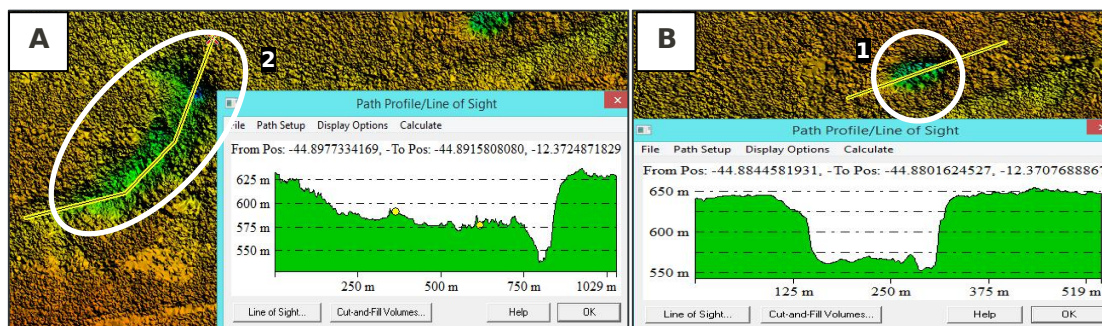 A
2
Path Profile/Line of Sight
File Path Setup Display Options Calculate
From Pos: -44.8977334169, -To Pos: -44.8915808080, -12.3724871829
625 m
600 m
575 m
550 m
250 m 500 m 750 m 1029 m
Line of Sight... Cut-and-Fill Volumes... Help OK
B
1
Path Profile/Line of Sight
File Path Setup Display Options Calculate
From Pos: -44.8844581931, -To Pos: -44.8801624527, -12.3707688867
650 m
600 m
550 m
125 m 250 m 375 m 519 m
Line of Sight... Cut-and-Fill Volumes... Help OK